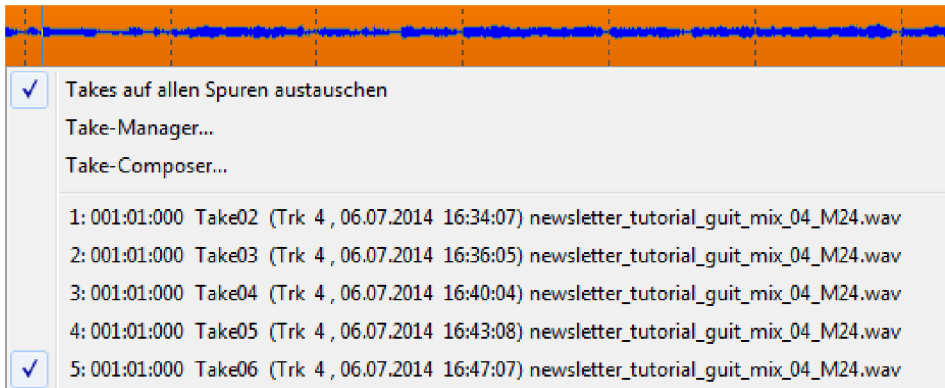 Takes auf allen Spuren austauschen
Take-Manager...
Take-Composer...
1: 001:01:000 Take02 (Trk 4 , 06.07.2014 16:34:07) newsletter_tutorial_guit_mix_04_M24.wav
2: 001:01:000 Take03 (Trk 4 , 06.07.2014 16:36:05) newsletter_tutorial_guit_mix_04_M24.wav
3: 001:01:000 Take04 (Trk 4 , 06.07.2014 16:40:04) newsletter_tutorial_guit_mix_04_M24.wav
4: 001:01:000 Take05 (Trk 4 , 06.07.2014 16:43:08) newsletter_tutorial_guit_mix_04_M24.wav
5: 001:01:000 Take06 (Trk 4 , 06.07.2014 16:47:07) newsletter_tutorial_guit_mix_04_M24.wav